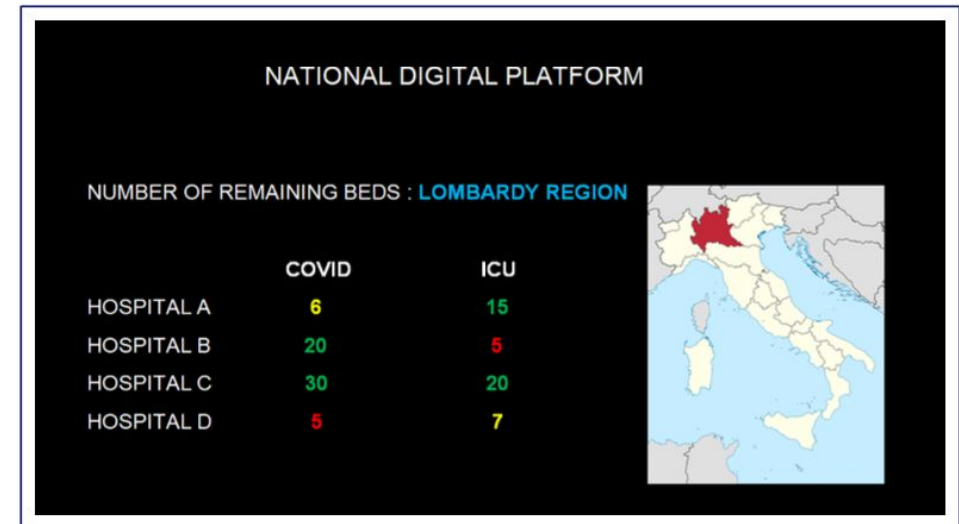 NATIONAL DIGITAL PLATFORM
NUMBER OF REMAINING BEDS : LOMBARDY REGION
COVID ICU
HOSPITAL A 6 15
HOSPITAL B 20 5
HOSPITAL C 30 20
HOSPITAL D 5 7